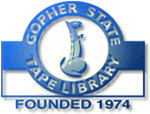 GOPHER STATE
TAPE LIBRARY
FOUNDED 1974